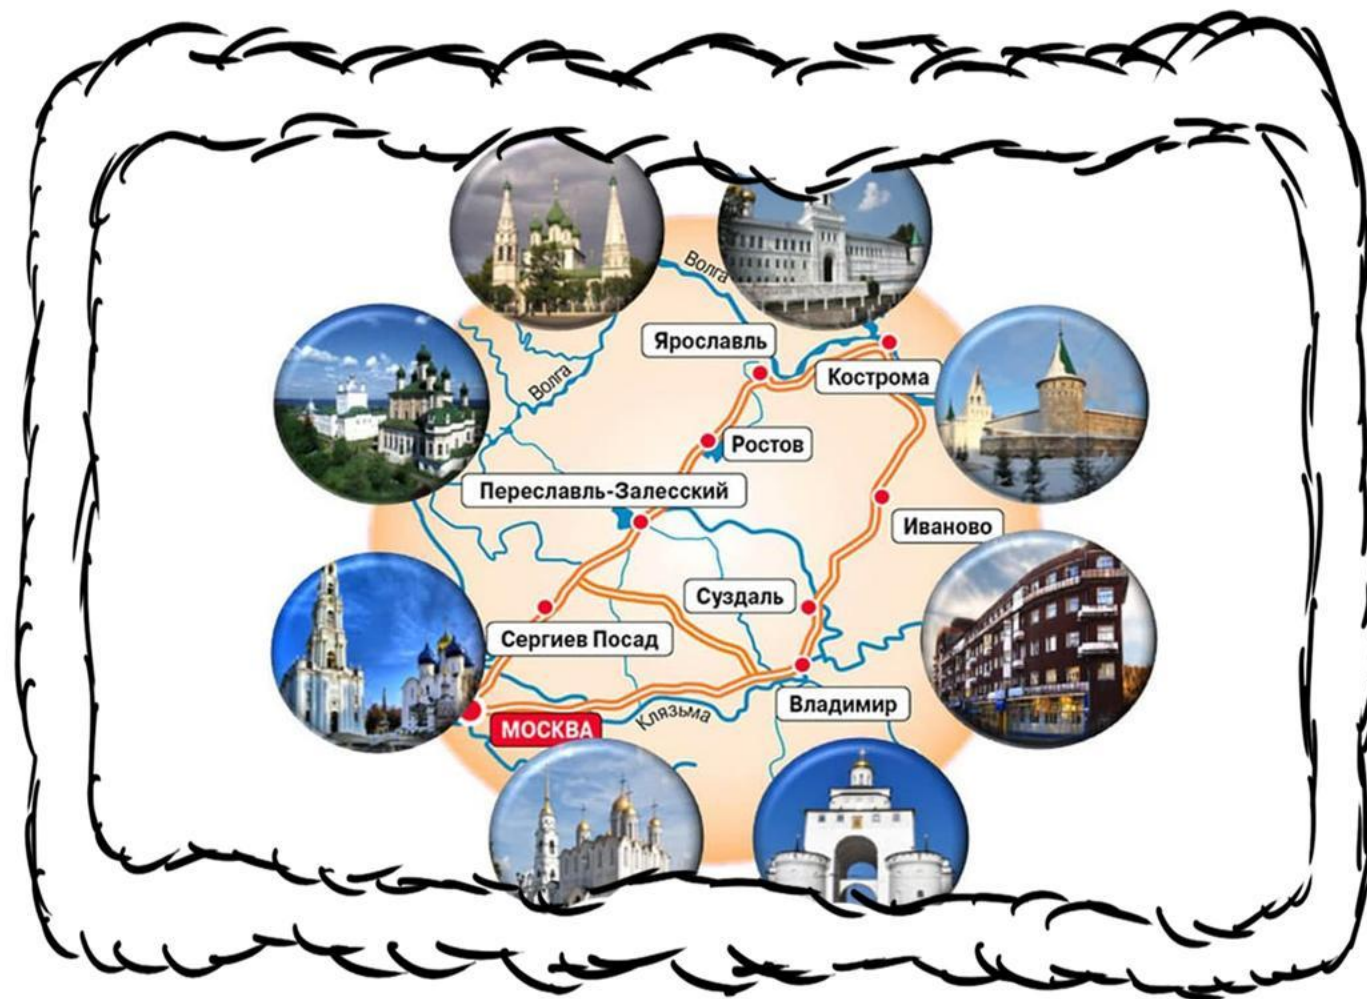 Волга
Ярославль
Кострома
Волга
Ростов
Переславль-Залесский
Иваново
Суздаль
Сергиев Посад
Владимир
Клязьма
МОСКВА